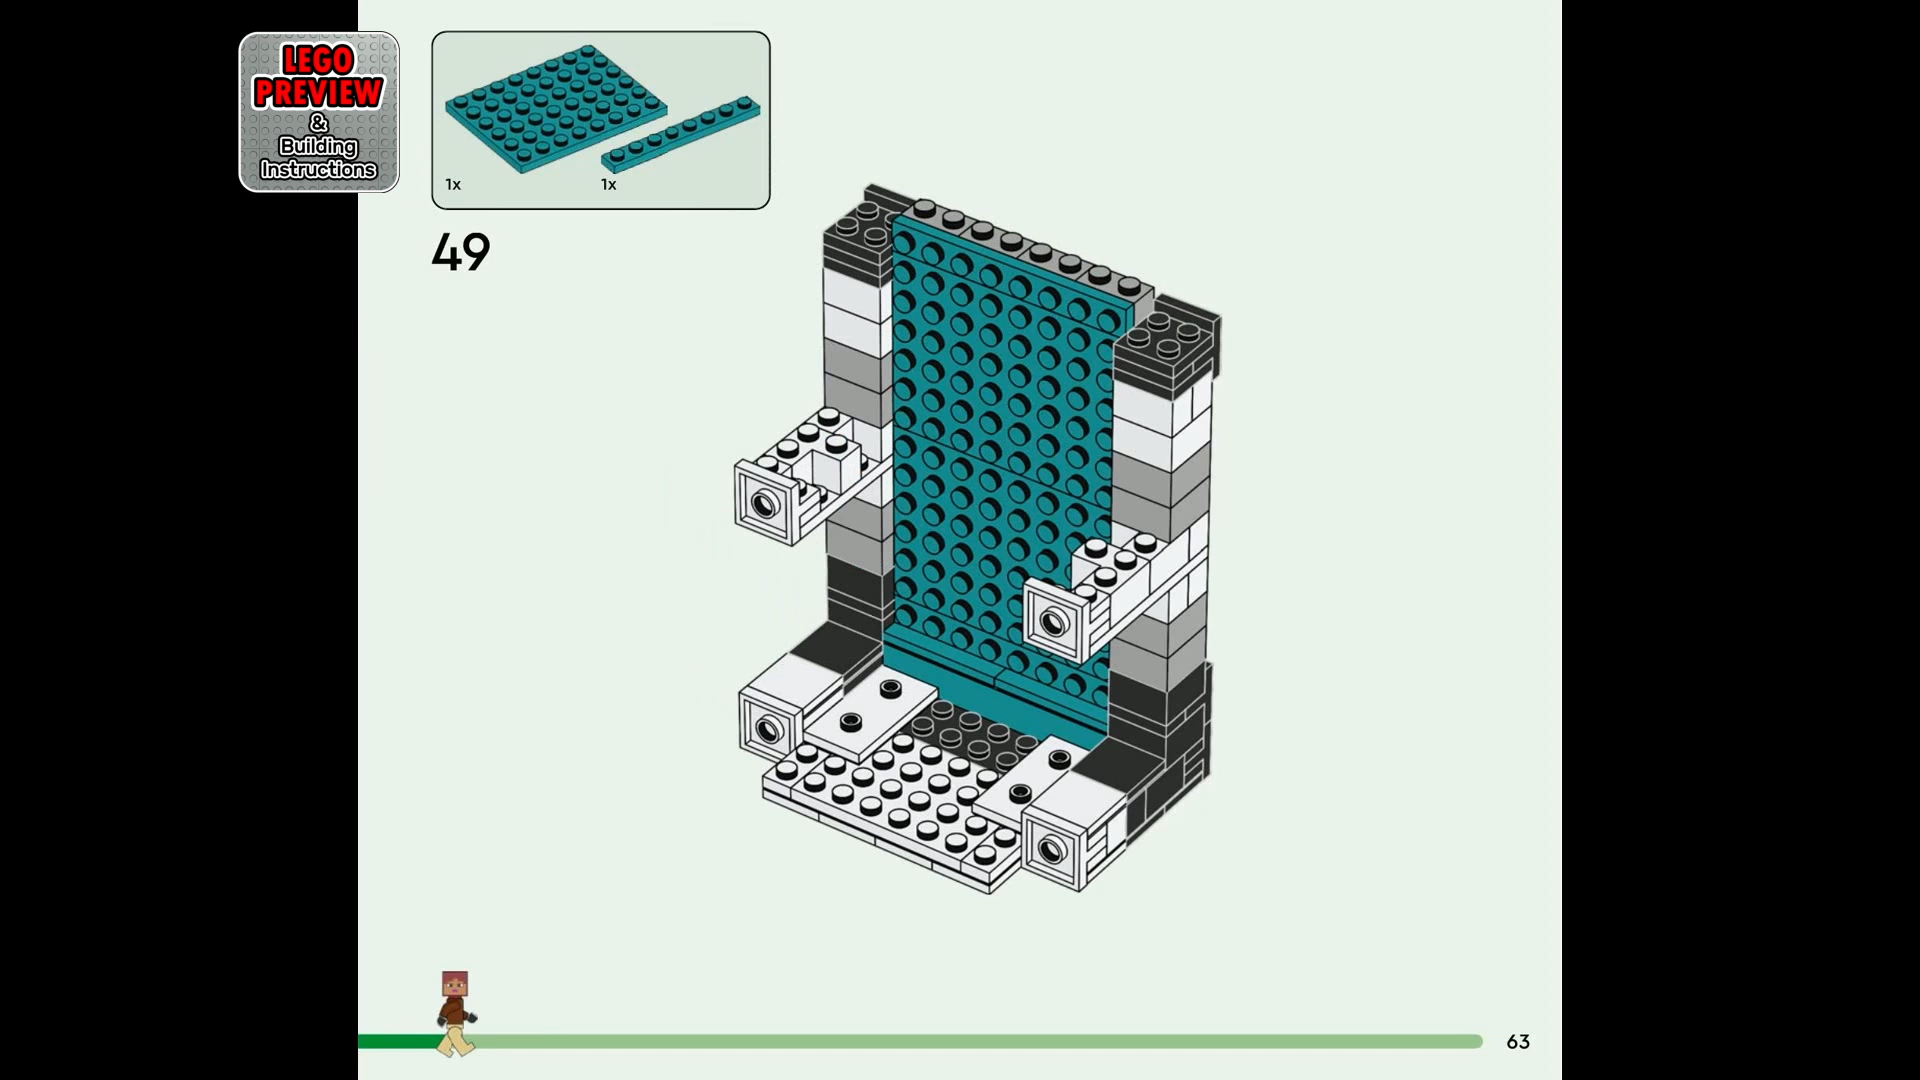 LEGO
PREVIEW
&
Building
Instructions
1x
1x
49
63